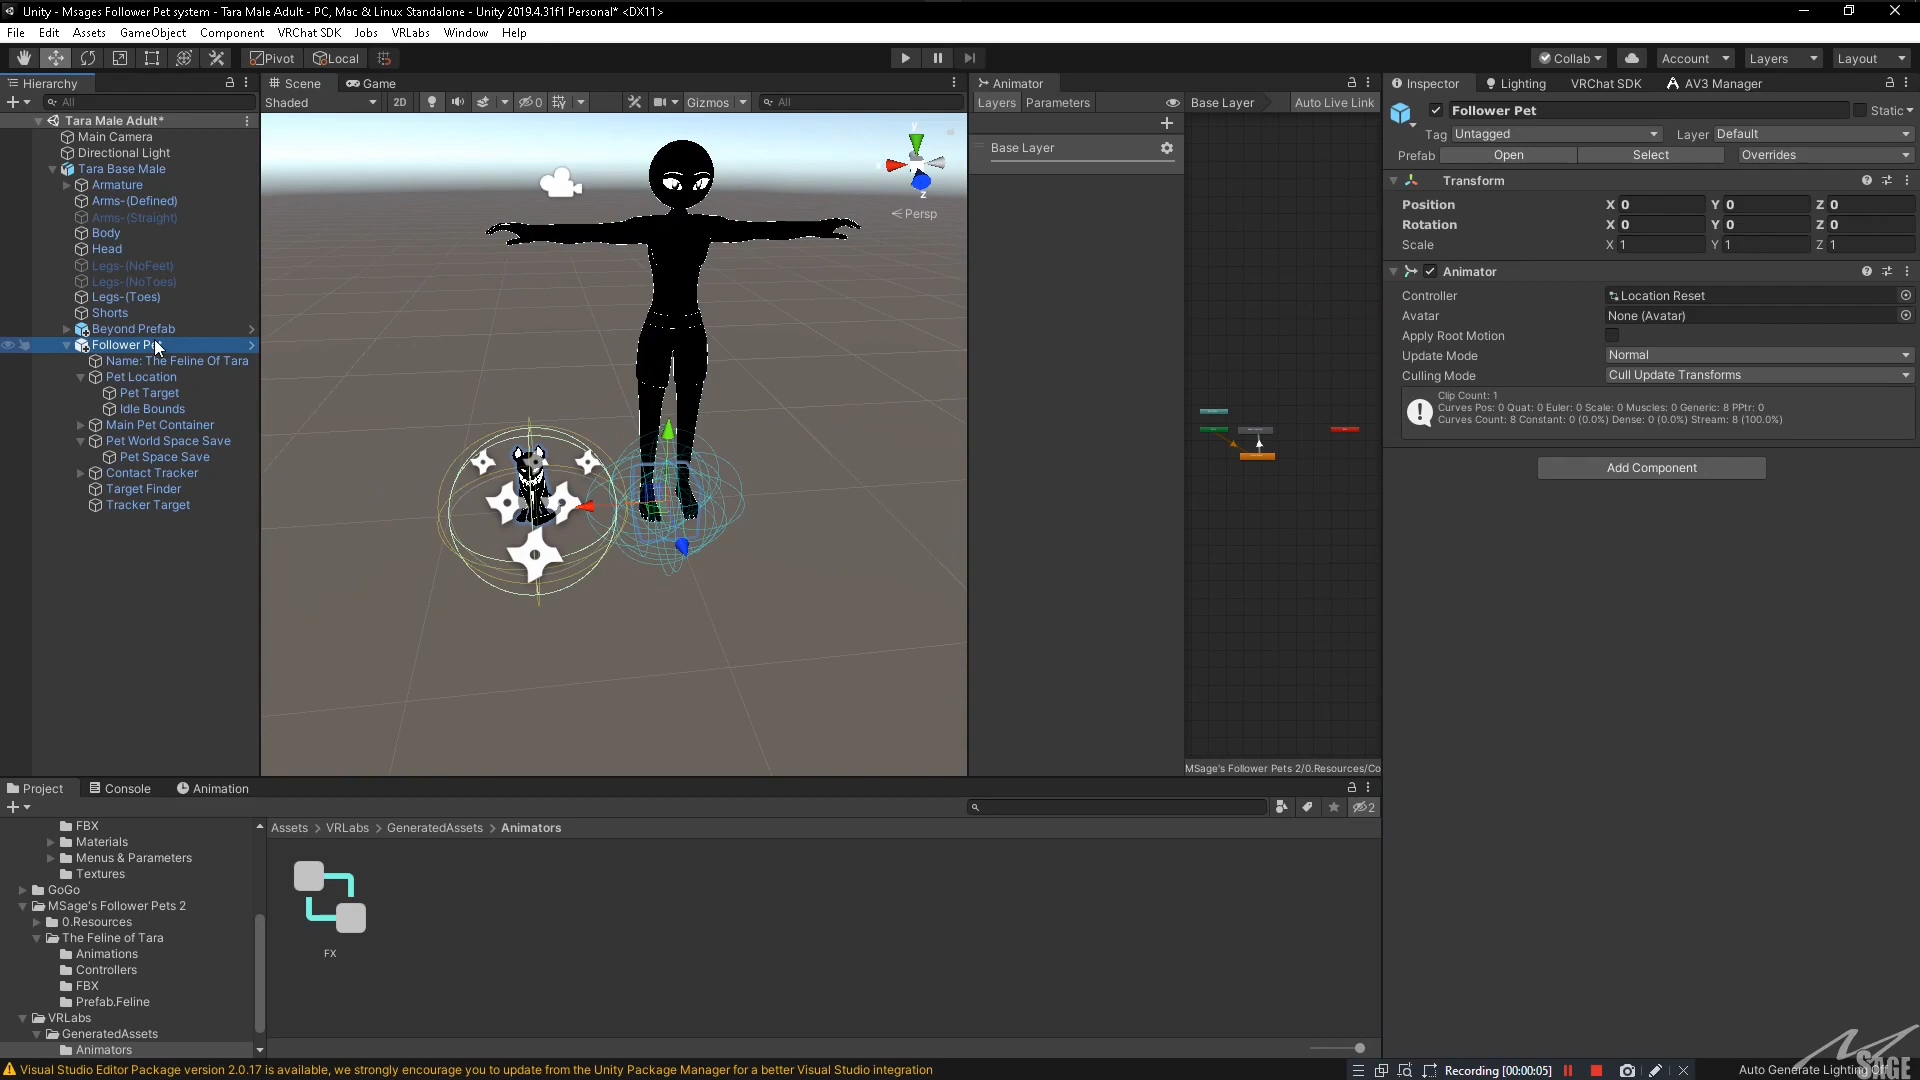 Unity - Msages Follower Pet system - Tara Male Adult - PC, Mac & Linux Standalone - Unity 2019.4.31f1 Personal* <DX11>
File Edit Assets GameObject Component VRChat SDK Jobs VRLabs Window Help
Pivot Local Collab Account Layers Layout
Hierarchy Scene Game Animator Inspector Lighting VRChat SDK AV3 Manager
All Shaded 2D 0 Gizmos All Layers Parameters Base Layer Auto Live Link
Follower Pet Static
Tara Male Adult*
Main Camera
Directional Light
Tara Base Male
Armature
Arms-(Defined)
Arms-(Straight)
Body
Head
Legs-(NoFeet)
Legs-(NoToes)
Legs-(Toes)
Shorts
Beyond Prefab
Follower Pet
Name: The Feline Of Tara
Pet Location
Pet Target
Idle Bounds
Main Pet Container
Pet World Space Save
Pet Space Save
Contact Tracker
Target Finder
Tracker Target
y
z
Persp
Base Layer
MSage's Follower Pets 2/0.Resources/Co
Tag Untagged Layer Default
Prefab Open Select Overrides
Transform
Position X 0 Y 0 Z 0
Rotation X 0 Y 0 Z 0
Scale X 1 Y 1 Z 1
Animator
Controller Location Reset
Avatar None (Avatar)
Apply Root Motion
Update Mode Normal
Culling Mode Cull Update Transforms
Clip Count: 1
Curves Pos: 0 Quat: 0 Euler: 0 Scale: 0 Muscles: 0 Generic: 8 PPtr: 0
Curves Count: 8 Constant: 0 (0.0%) Dense: 0 (0.0%) Stream: 8 (100.0%)
Add Component
Project Console Animation
2
FBX
Materials
Menus & Parameters
Textures
GoGo
MSage's Follower Pets 2
0.Resources
The Feline of Tara
Animations
Controllers
FBX
Prefab.Feline
VRLabs
GeneratedAssets
Animators
Assets > VRLabs > GeneratedAssets > Animators
FX
Visual Studio Editor Package version 2.0.17 is available, we strongly encourage you to update from the Unity Package Manager for a better Visual Studio integration
Recording [00:00:05]
Auto Generate Lighting Off
MSAGE